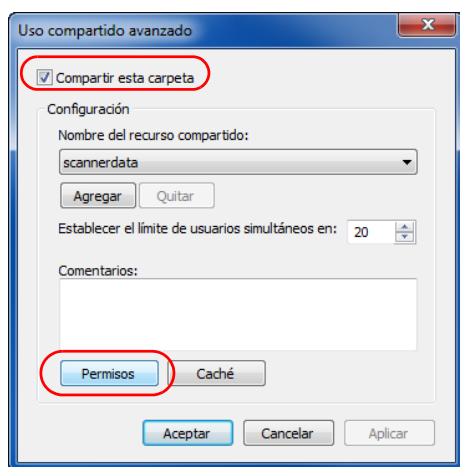 Uso compartido avanzado
Compartir esta carpeta
Configuración
Nombre del recurso compartido:
scannerdata
Agregar Quitar
Establecer el límite de usuarios simultáneos en: 20
Comentarios:
Permisos Caché
Aceptar Cancelar Aplicar